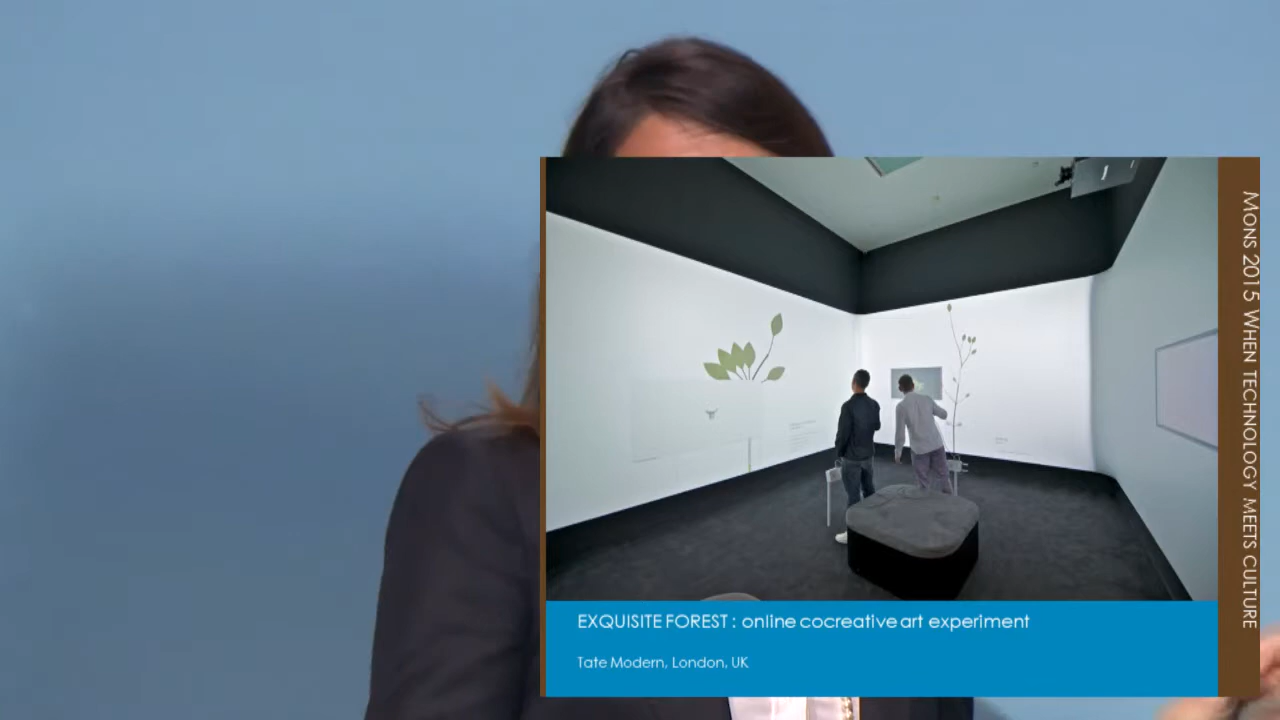 EXQUISITE FOREST : online cocreative art experiment
Tate Modern, London, UK
MONS 2015 WHEN TECHNOLOGY MEETS CULTURE